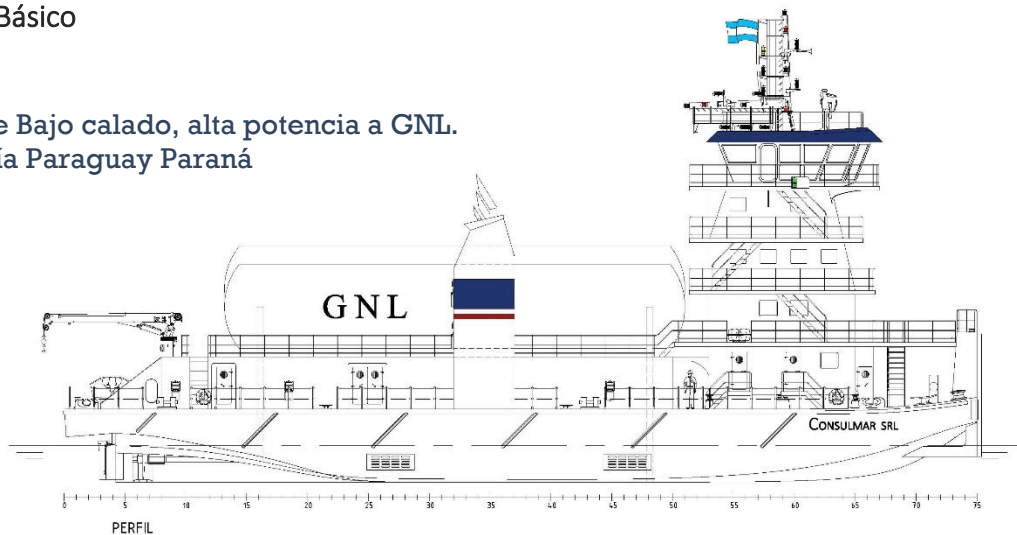 Básico
e Bajo calado, alta potencia a GNL.
ía Paraguay Paraná
GNL
CONSULMAR SRL
0 5 10 15 20 25 30 35 40 45 50 55 60 65 70 75
PERFIL